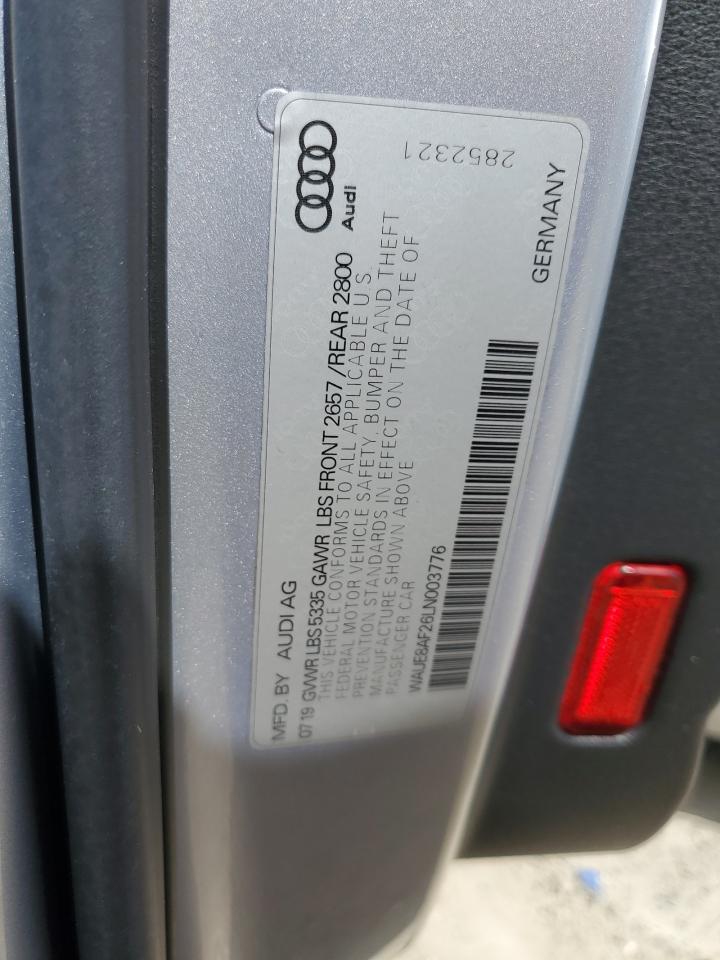 MFD. BY AUDI AG
Audi
07 19 GVWR LBS 5335 GAWR LBS FRONT 2657 / REAR 2800
THIS VEHICLE CONFORMS TO ALL APPLICABLE U.S.
FEDERAL MOTOR VEHICLE SAFETY, BUMPER AND THEFT
PREVENTION STANDARDS IN EFFECT ON THE DATE OF
MANUFACTURE SHOWN ABOVE
PASSENGER CAR
WAUE8AF26LN003776
2852321
GERMANY